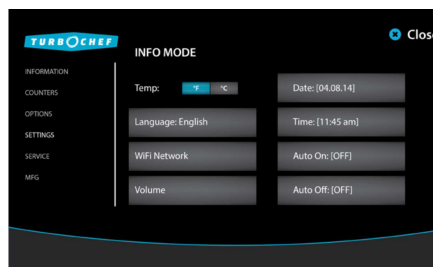 TURBOCHEF
Close
INFO MODE
INFORMATION
COUNTERS
OPTIONS
SETTINGS
SERVICE
MFG
Temp: °F °C
Date: [04.08.14]
Language: English
Time: [11:45 am]
WiFi Network
Auto On: [OFF]
Volume
Auto Off: [OFF]